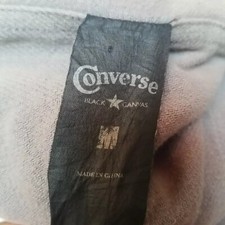 Converse
BLACK ★ CANVAS
M
MADE IN CHINA